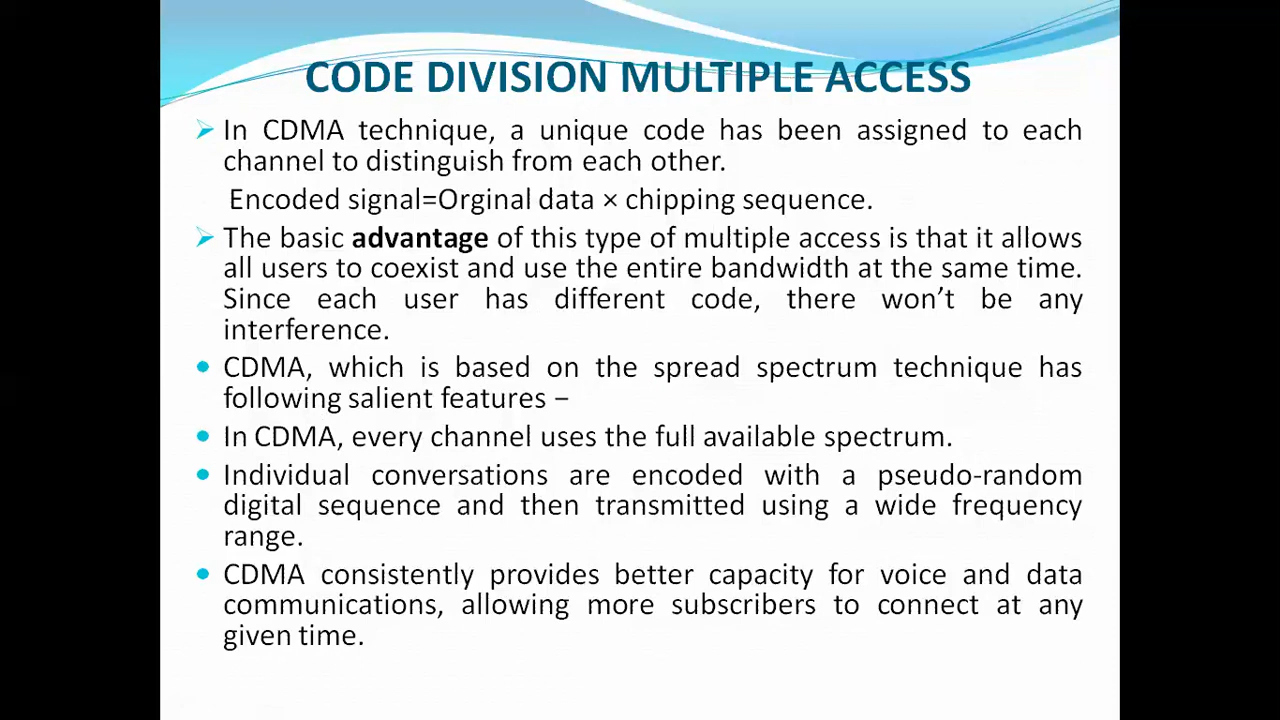 CODE DIVISION MULTIPLE ACCESS
In CDMA technique, a unique code has been assigned to each
channel to distinguish from each other.
Encoded signal=Orginal data × chipping sequence.
The basic advantage of this type of multiple access is that it allows
all users to coexist and use the entire bandwidth at the same time.
Since each user has different code, there won't be any
interference.
CDMA, which is based on the spread spectrum technique has
following salient features −
In CDMA, every channel uses the full available spectrum.
Individual conversations are encoded with a pseudo-random
digital sequence and then transmitted using a wide frequency
range.
CDMA consistently provides better capacity for voice and data
communications, allowing more subscribers to connect at any
given time.